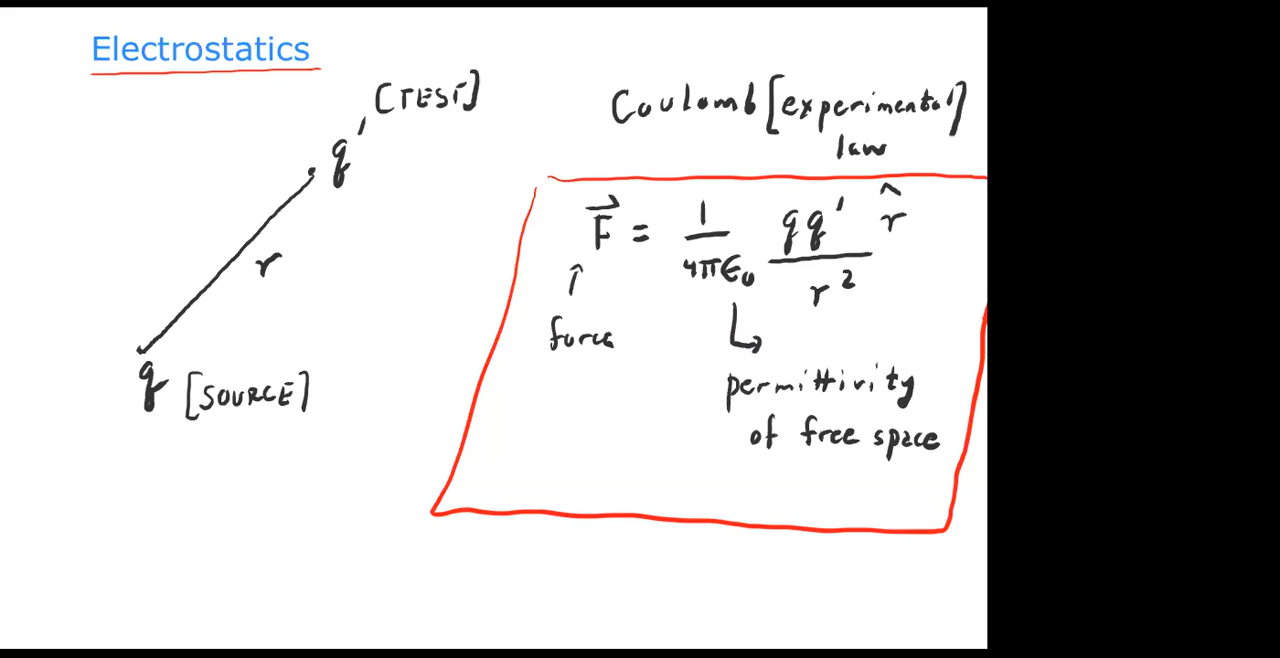 Electrostatics
q' [TEST]
r
q [SOURCE]
Coulomb [experimental]
law
F⃗ = 1/4πϵ₀ qq'/r² r̂
force
permittivity
of free space